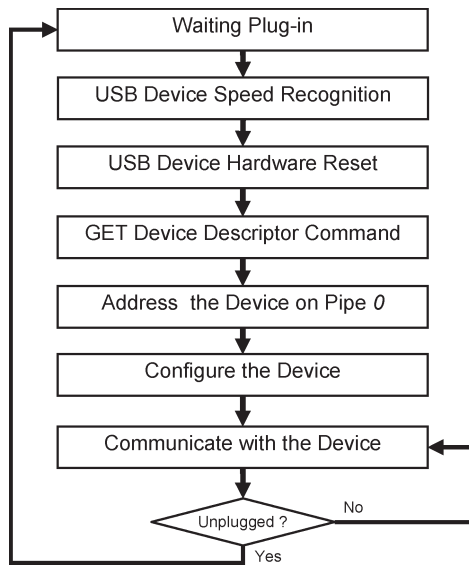 Waiting Plug-in
USB Device Speed Recognition
USB Device Hardware Reset
GET Device Descriptor Command
Address the Device on Pipe 0
Configure the Device
Communicate with the Device
Unplugged ?
No
Yes